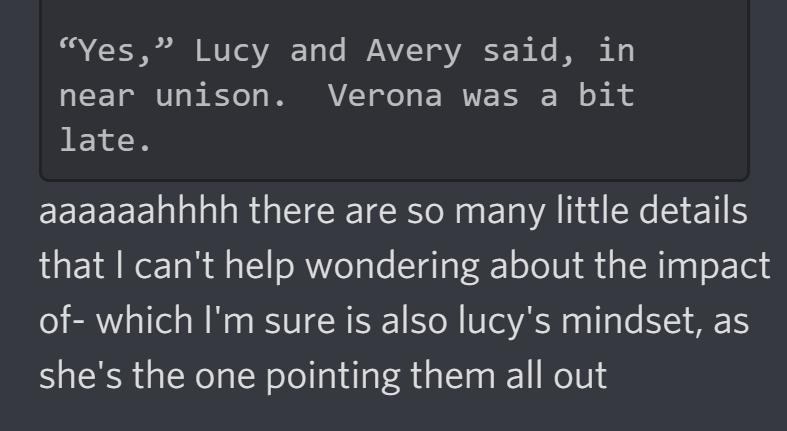 “Yes,” Lucy and Avery said, in
near unison.  Verona was a bit
late.
aaaaaahhhh there are so many little details
that I can't help wondering about the impact
of- which I'm sure is also lucy's mindset, as
she's the one pointing them all out